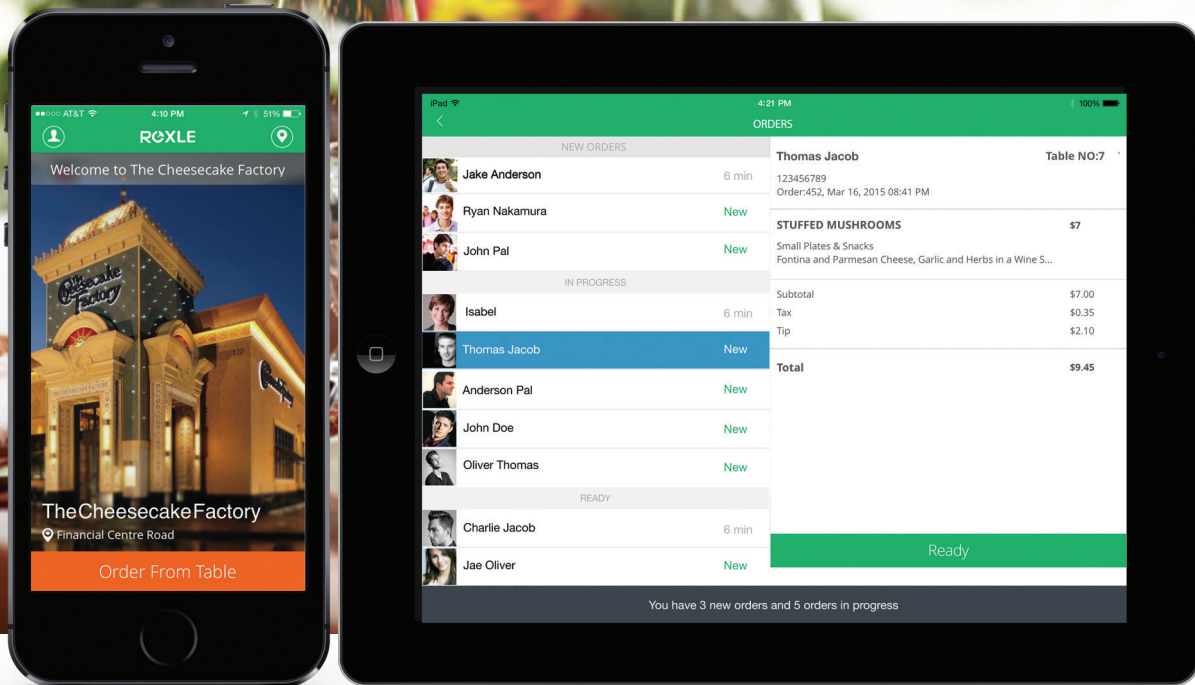 AT&T 4:10 PM 51%
ROXLE
Welcome to The Cheesecake Factory
The Cheesecake Factory
120
TheCheesecakeFactory
Financial Centre Road
Order From Table
iPad 4:21 PM 100%
ORDERS
NEW ORDERS
Jake Anderson 6 min
Ryan Nakamura New
John Pal New
IN PROGRESS
Isabel 6 min
Thomas Jacob New
Anderson Pal New
John Doe New
Oliver Thomas New
READY
Charlie Jacob 6 min
Jae Oliver New
Thomas Jacob Table NO:7
123456789
Order:452, Mar 16, 2015 08:41 PM
STUFFED MUSHROOMS $7
Small Plates & Snacks
Fontina and Parmesan Cheese, Garlic and Herbs in a Wine S...
Subtotal $7.00
Tax $0.35
Tip $2.10
Total $9.45
Ready
You have 3 new orders and 5 orders in progress